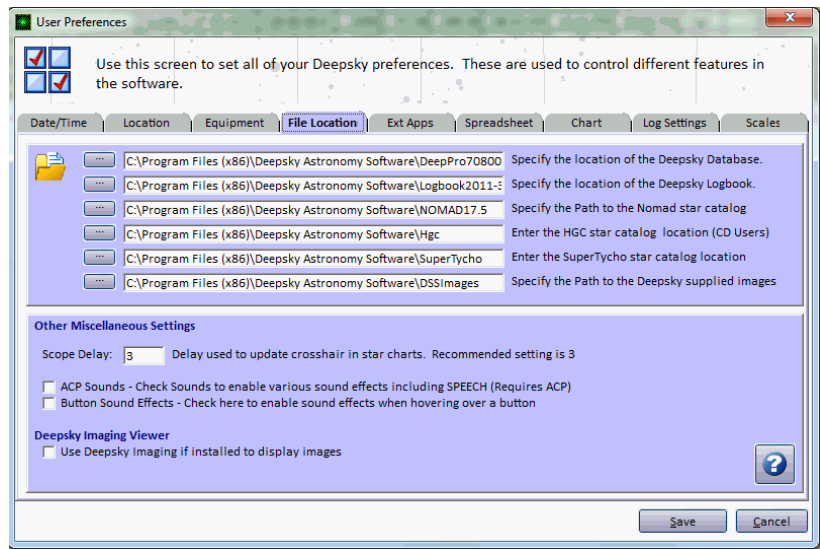 User Preferences
Use this screen to set all of your Deepsky preferences. These are used to control different features in
the software.
Date/Time Location Equipment File Location Ext Apps Spreadsheet Chart Log Settings Scales
... C:\Program Files (x86)\Deepsky Astronomy Software\DeepPro70800 Specify the location of the Deepsky Database.
... C:\Program Files (x86)\Deepsky Astronomy Software\Logbook2011-3 Specify the location of the Deepsky Logbook.
... C:\Program Files (x86)\Deepsky Astronomy Software\NOMAD17.5 Specify the Path to the Nomad star catalog
... C:\Program Files (x86)\Deepsky Astronomy Software\Hgc Enter the HGC star catalog location (CD Users)
... C:\Program Files (x86)\Deepsky Astronomy Software\SuperTycho Enter the SuperTycho star catalog location
... C:\Program Files (x86)\Deepsky Astronomy Software\DSSImages Specify the Path to the Deepsky supplied images
Other Miscellaneous Settings
Scope Delay: 3 Delay used to update crosshair in star charts. Recommended setting is 3
ACP Sounds - Check Sounds to enable various sound effects including SPEECH (Requires ACP)
Button Sound Effects - Check here to enable sound effects when hovering over a button
Deepsky Imaging Viewer
Use Deepsky Imaging if installed to display images
?
Save Cancel